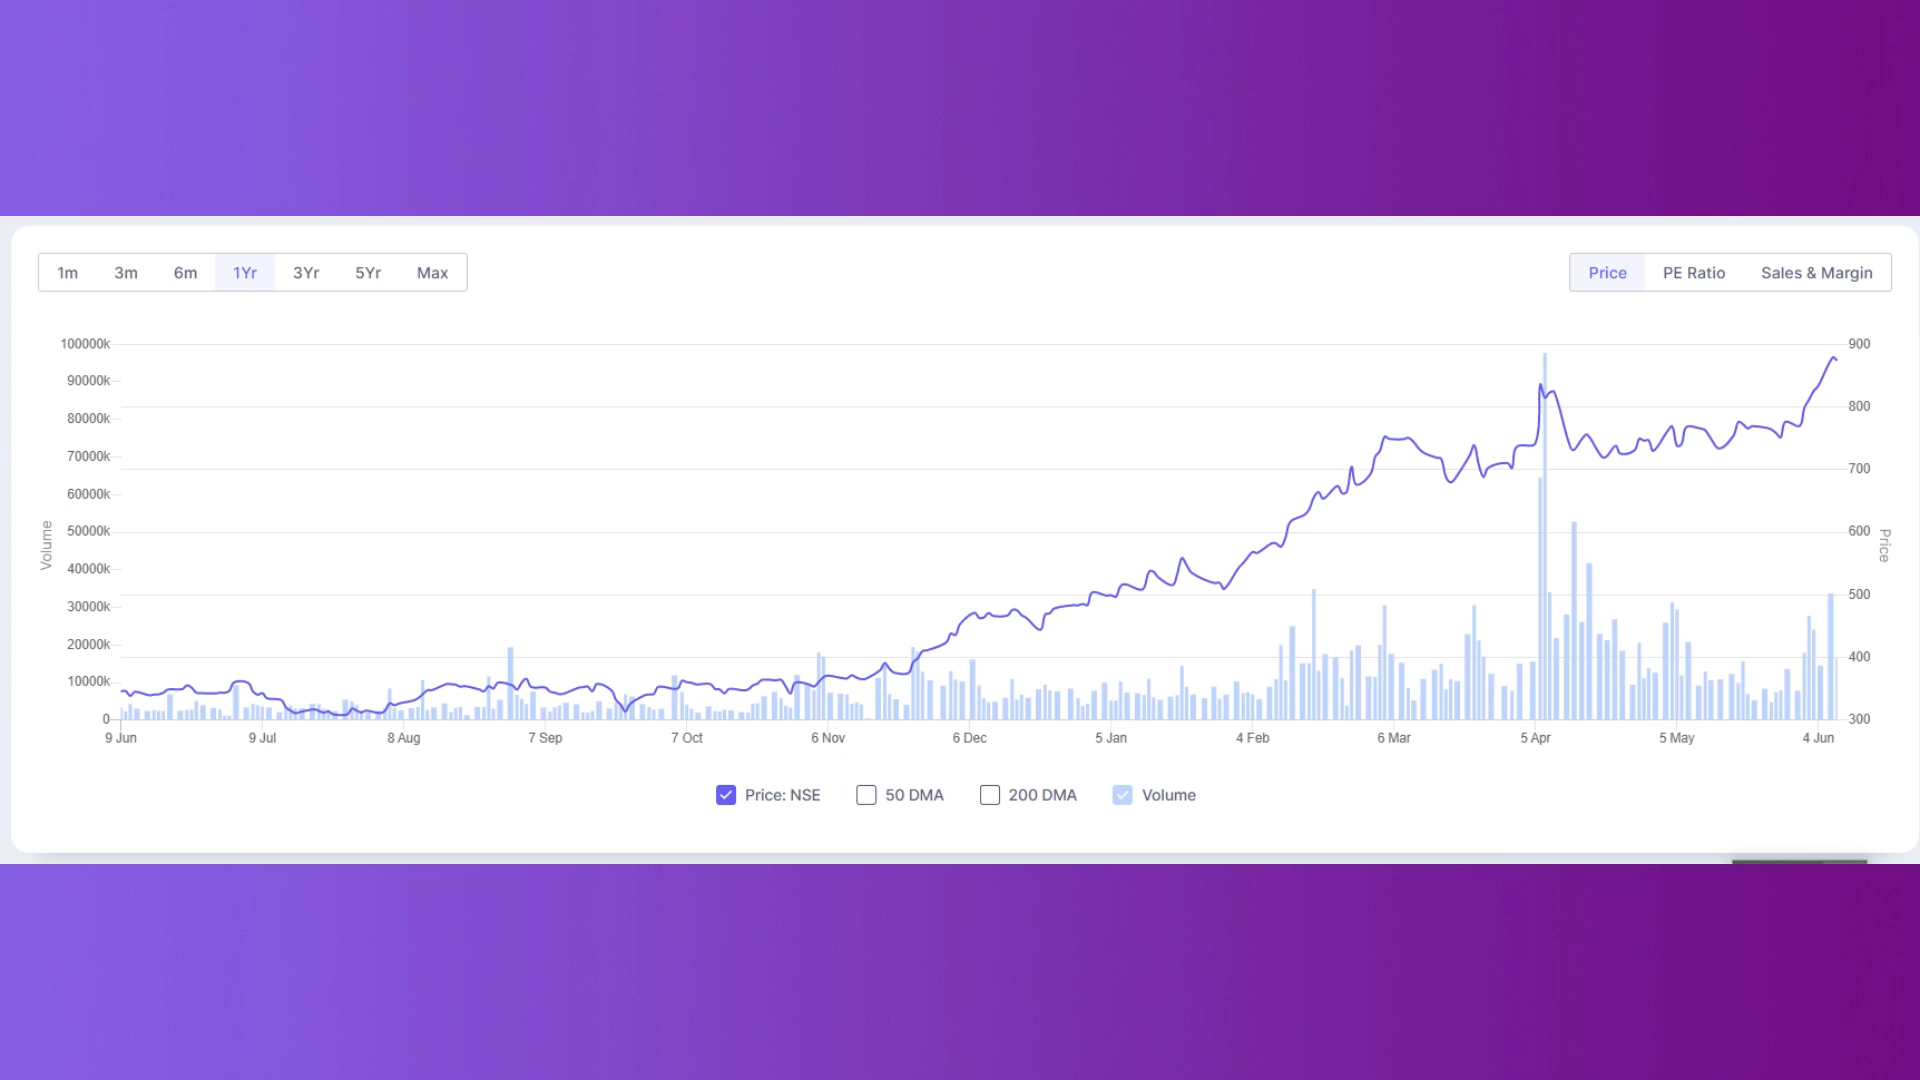 1m 3m 6m 1Yr 3Yr 5Yr Max
Price PE Ratio Sales & Margin
100000k 900
90000k
80000k 800
70000k 700
60000k
50000k 600
40000k
30000k 500
20000k 400
10000k
0 300
Volume
Price
9 Jun 9 Jul 8 Aug 7 Sep 7 Oct 6 Nov 6 Dec 5 Jan 4 Feb 6 Mar 5 Apr 5 May 4 Jun
Price: NSE 50 DMA 200 DMA Volume